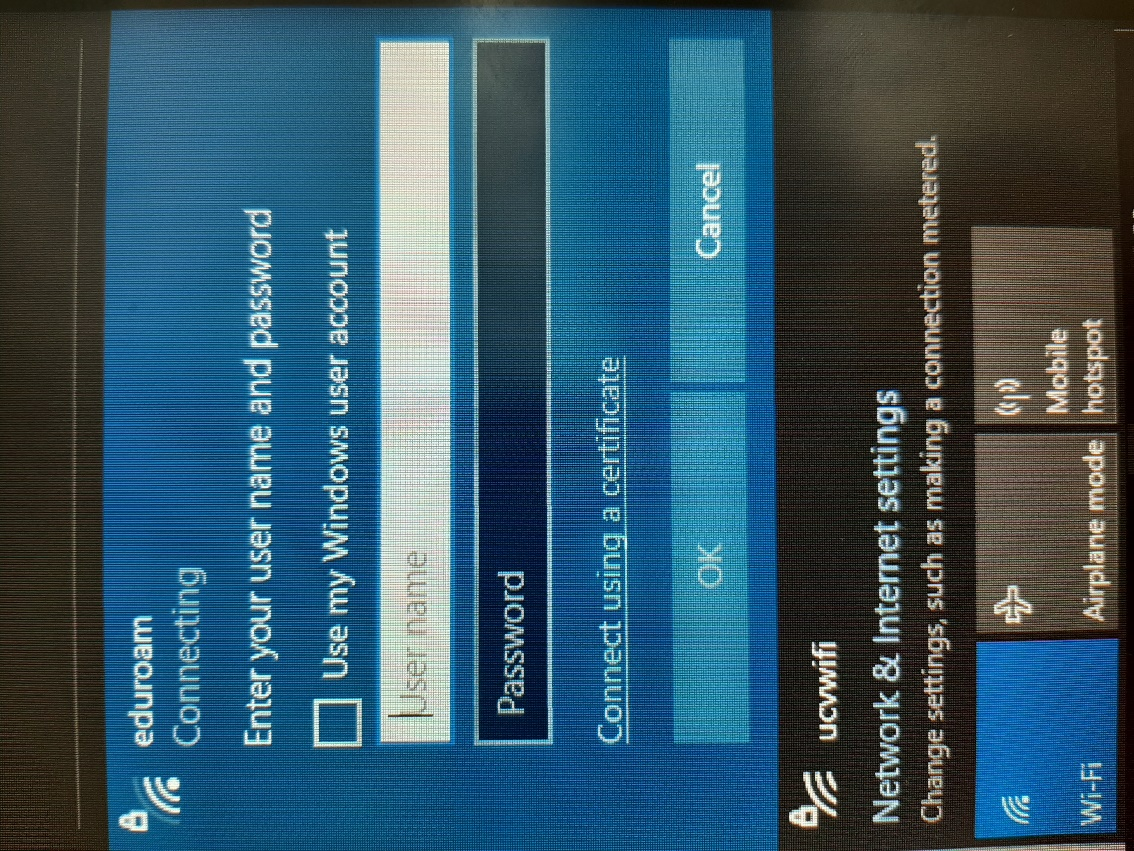 eduroam
Connecting
Enter your user name and password
Use my Windows user account
User name
Password
Connect using a certificate
OK
Cancel
ucvwifi
Network & Internet settings
Change settings, such as making a connection metered.
Wi-Fi
Airplane mode
Mobile
hotspot